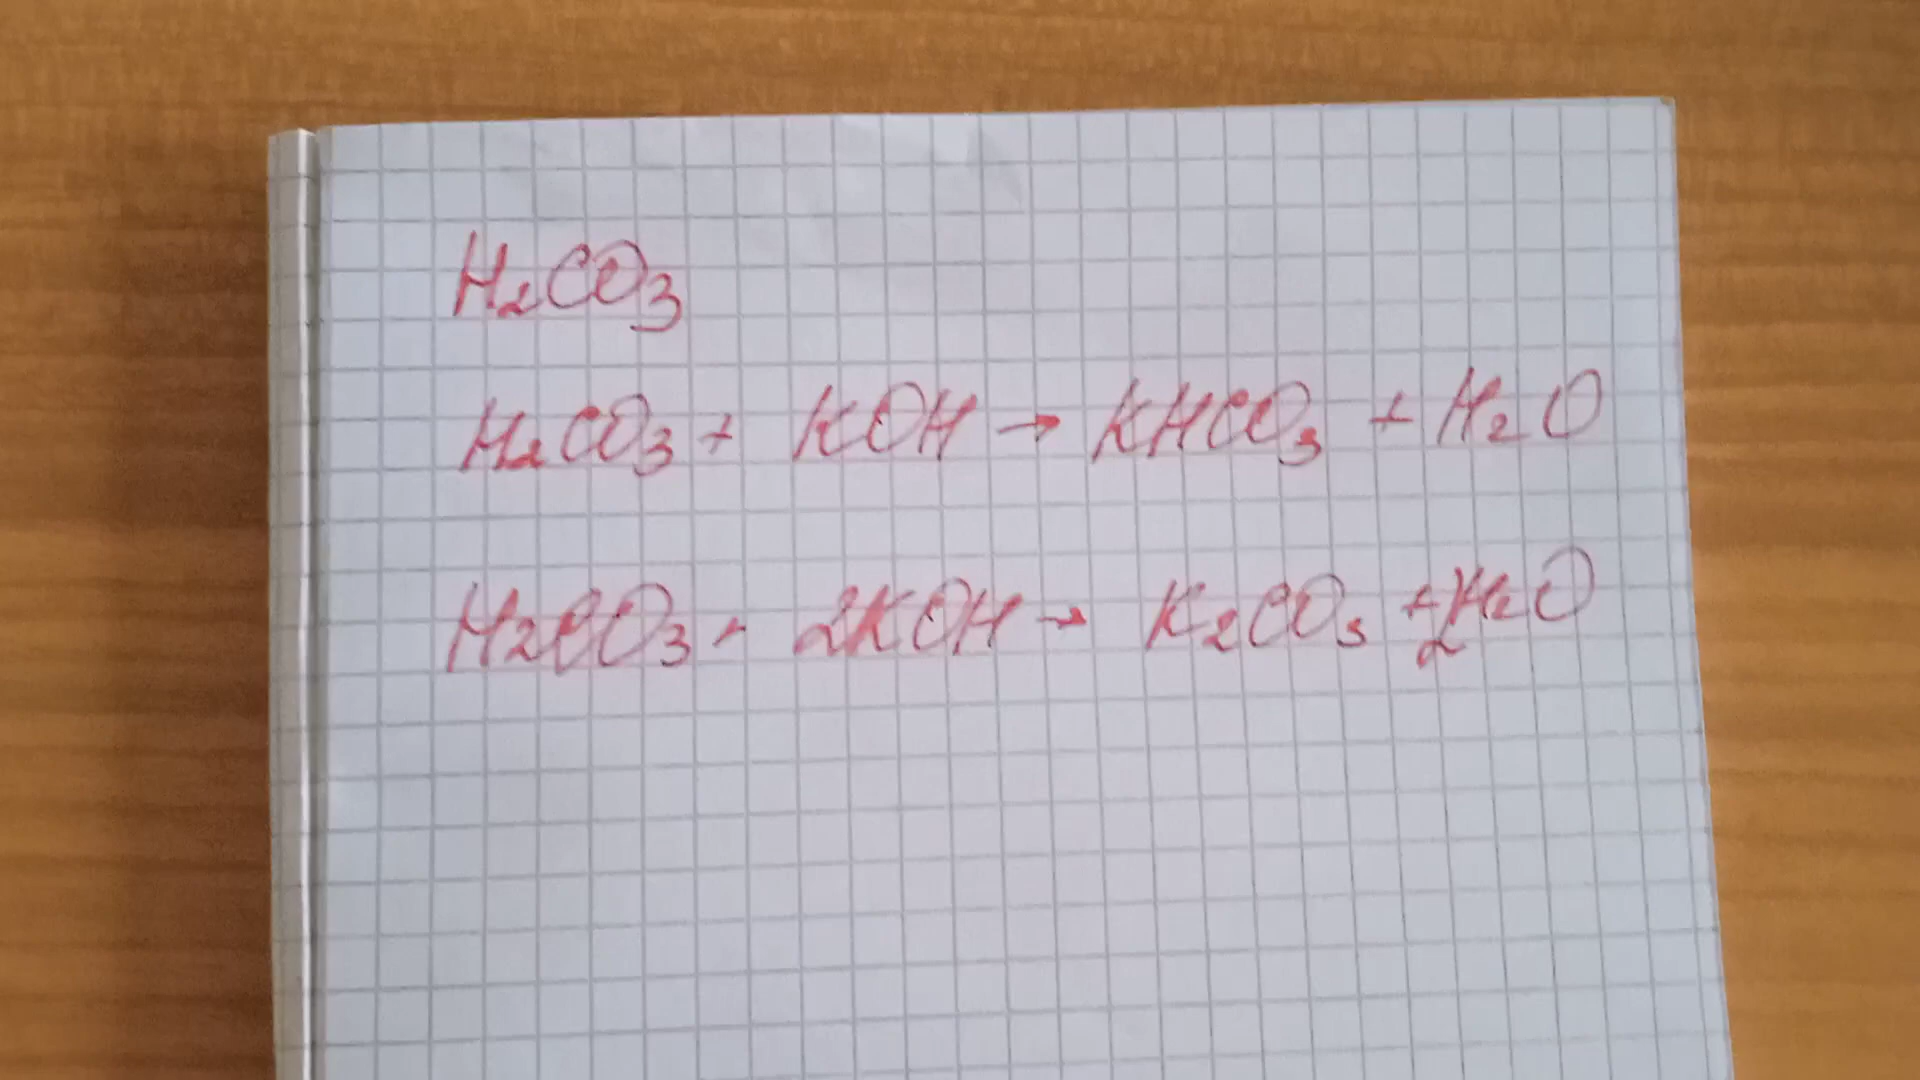 H₂CO₃
H₂CO₃ + KOH → KHCO₃ + H₂O
H₂CO₃ + 2KOH → K₂CO₃ + 2H₂O